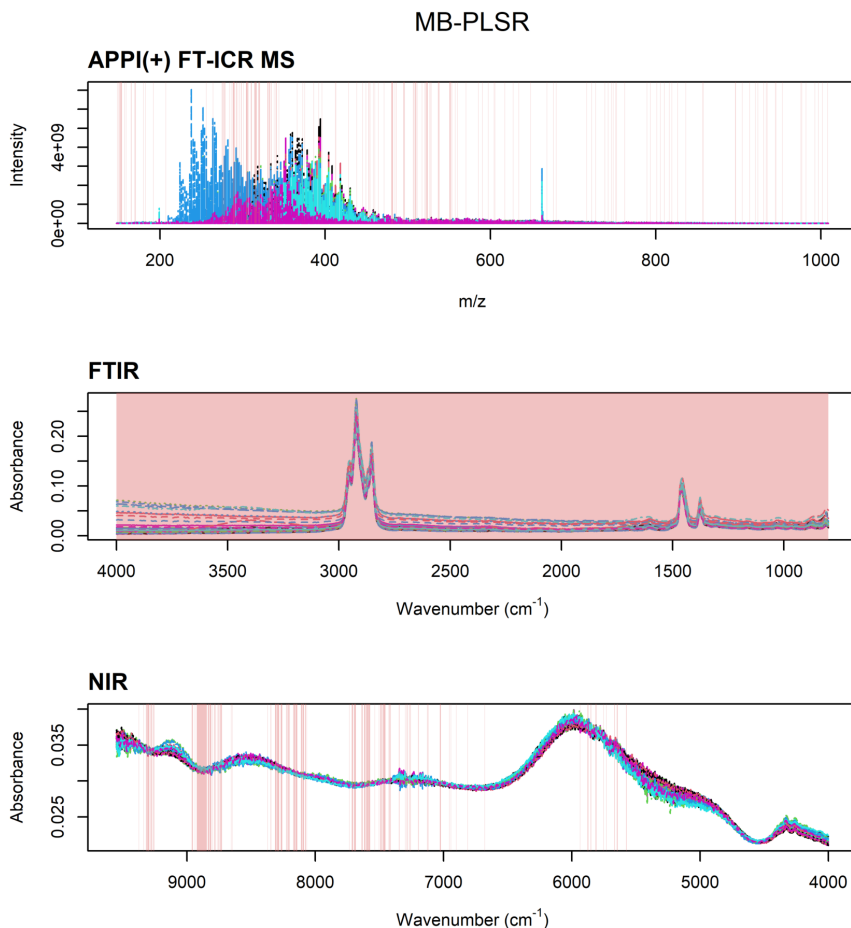 MB-PLSR
APPI(+) FT-ICR MS
Intensity
0e+00 4e+09
200 400 600 800 1000
m/z
FTIR
Absorbance
0.00 0.10 0.20
4000 3500 3000 2500 2000 1500 1000
Wavenumber (cm⁻¹)
NIR
Absorbance
0.025 0.035
9000 8000 7000 6000 5000 4000
Wavenumber (cm⁻¹)